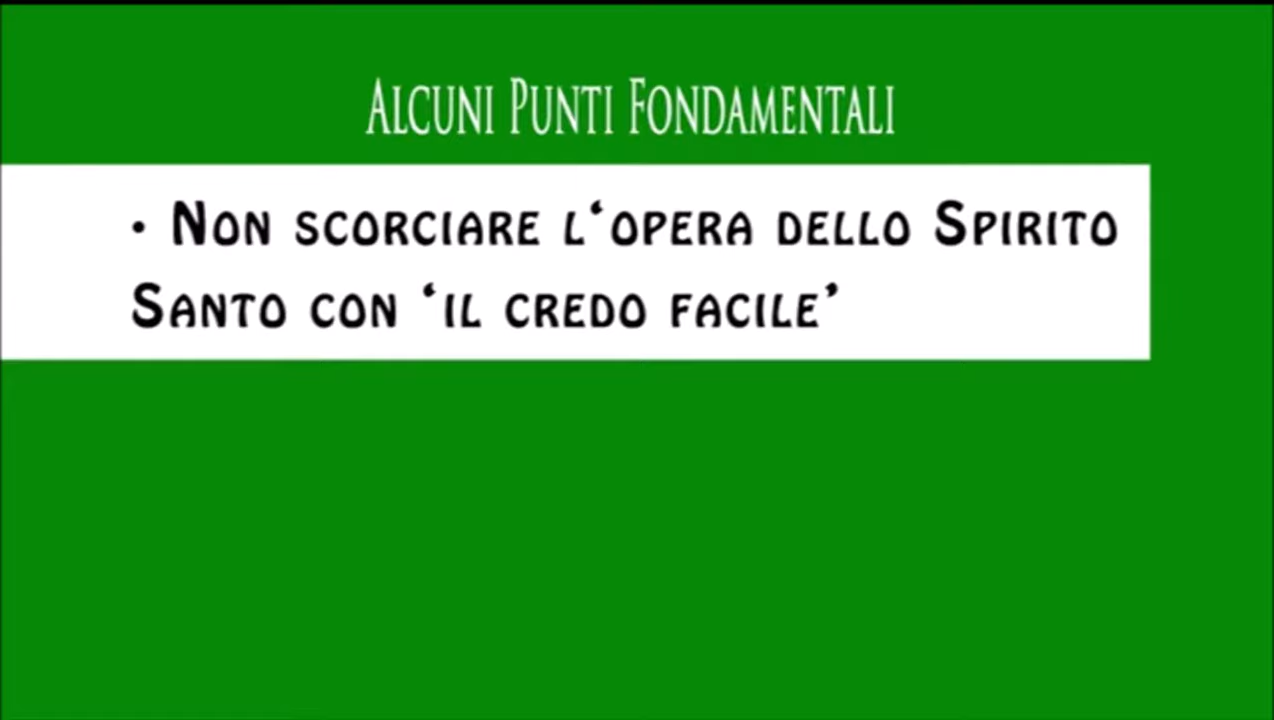 Alcuni Punti Fondamentali
• Non scorciare l‘opera dello Spirito
Santo con ‘il credo facile’